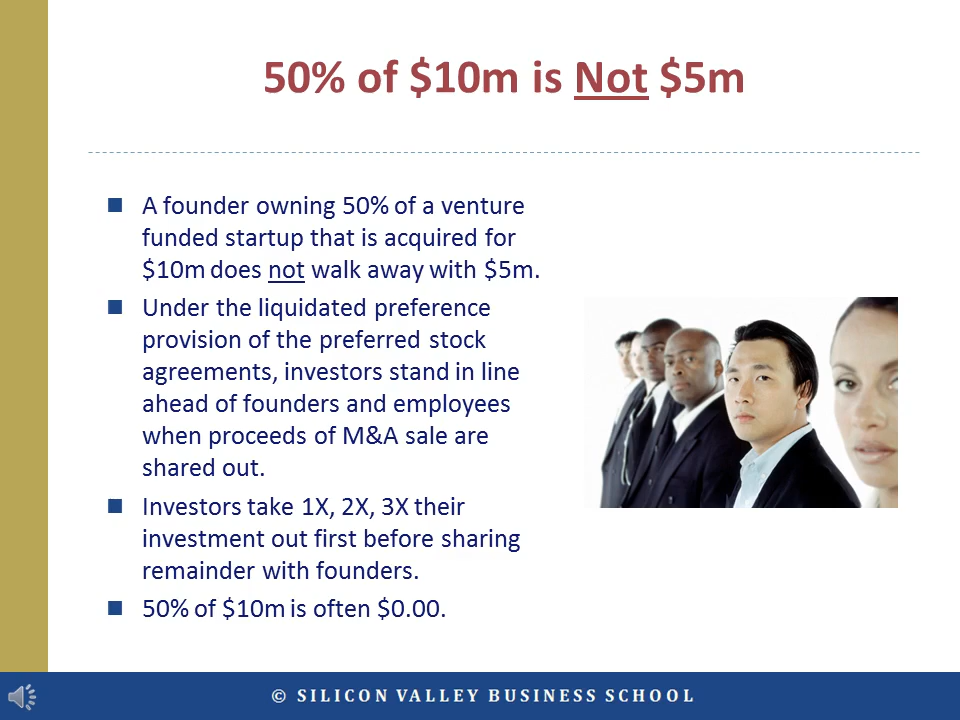 50% of $10m is Not $5m
A founder owning 50% of a venture
funded startup that is acquired for
$10m does not walk away with $5m.
Under the liquidated preference
provision of the preferred stock
agreements, investors stand in line
ahead of founders and employees
when proceeds of M&A sale are
shared out.
Investors take 1X, 2X, 3X their
investment out first before sharing
remainder with founders.
50% of $10m is often $0.00.
© SILICON VALLEY BUSINESS SCHOOL